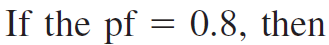 If the pf = 0.8, then